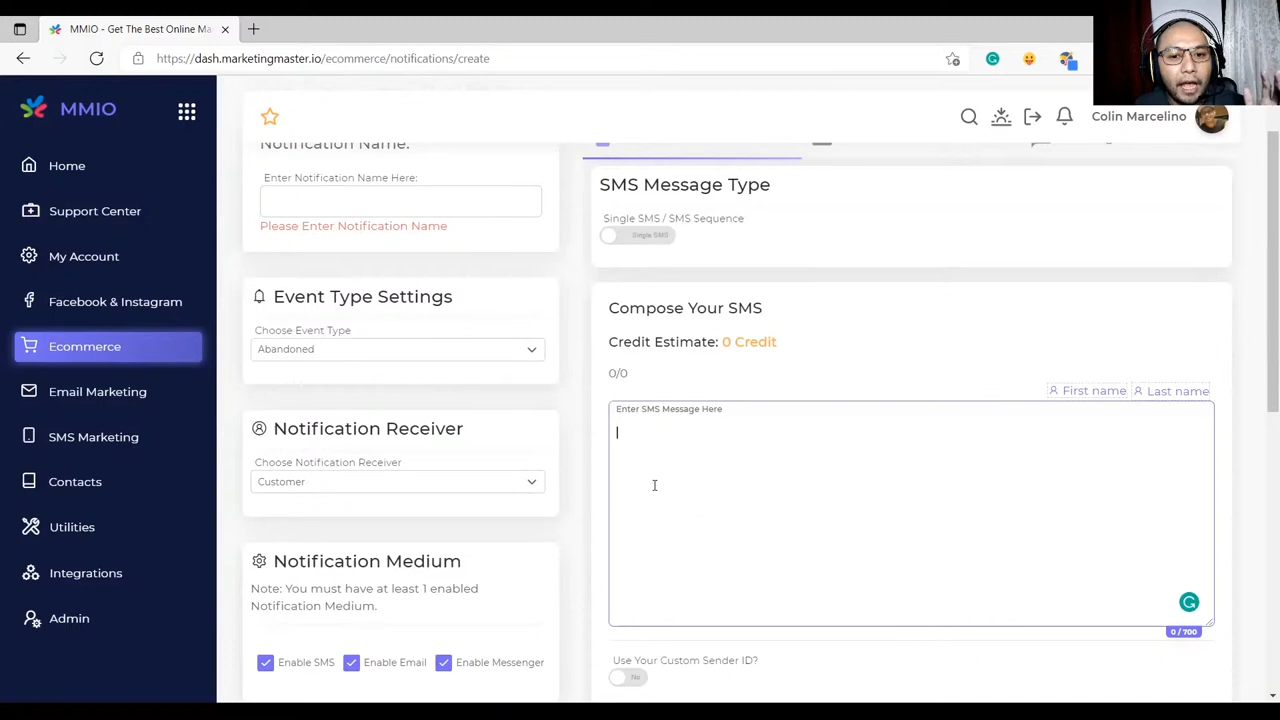 MMIO - Get The Best Online Ma
https://dash.marketingmaster.io/ecommerce/notifications/create
MMIO
Colin Marcelino
Home
Support Center
My Account
Facebook & Instagram
Ecommerce
Email Marketing
SMS Marketing
Contacts
Utilities
Integrations
Admin
Notification Name:
Enter Notification Name Here:
Please Enter Notification Name
Event Type Settings
Choose Event Type
Abandoned
Notification Receiver
Choose Notification Receiver
Customer
Notification Medium
Note: You must have at least 1 enabled
Notification Medium.
Enable SMS
Enable Email
Enable Messenger
SMS Message Type
Single SMS / SMS Sequence
Single SMS
Compose Your SMS
Credit Estimate: 0 Credit
0/0
First name
Last name
Enter SMS Message Here
0 / 700
Use Your Custom Sender ID?
No